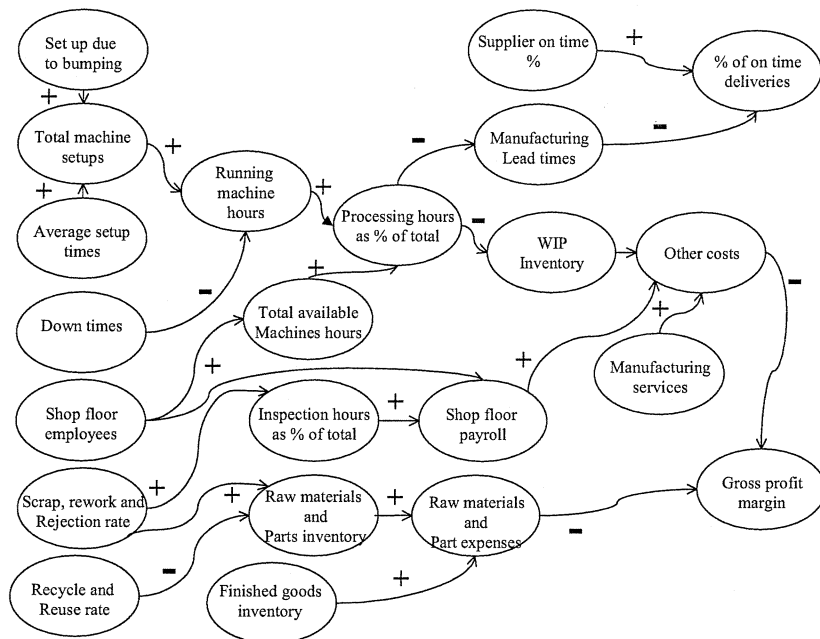 Set up due
to bumping
Supplier on time
%
+
% of on time
deliveries
+
Total machine
setups
+
-
Manufacturing
Lead times
-
+
Running
machine
hours
+
Processing hours
as % of total
-
Average setup
times
WIP
Inventory
Other costs
-
+
-
Total available
Machines hours
+
Down times
Manufacturing
services
+
+
Shop floor
employees
Inspection hours
as % of total
+
Shop floor
payroll
Gross profit
margin
Scrap, rework and
Rejection rate
+
+
Raw materials
and
Parts inventory
+
Raw materials
and
Part expenses
-
-
Recycle and
Reuse rate
Finished goods
inventory
+